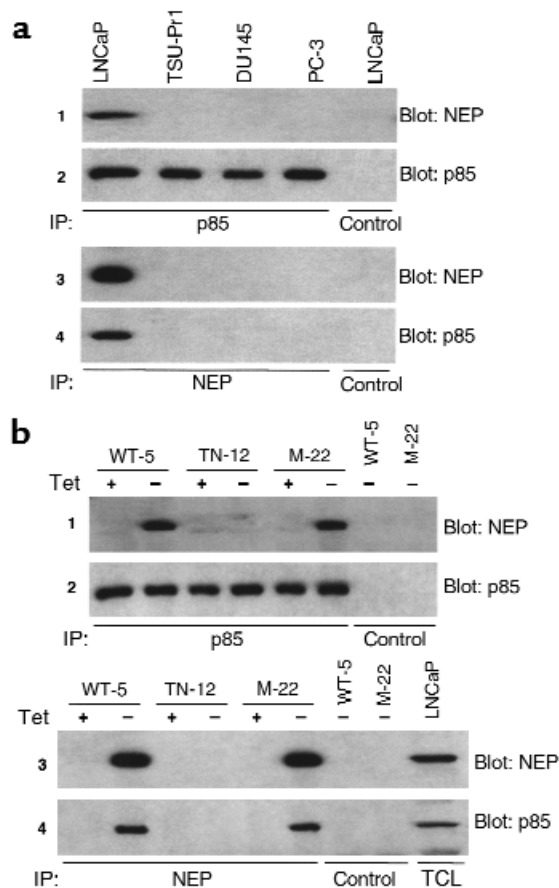 a
LNCaP TSU-Pr1 DU145 PC-3 LNCaP
1 Blot: NEP
2 Blot: p85
IP: p85 Control
3 Blot: NEP
4 Blot: p85
IP: NEP Control
b
WT-5 TN-12 M-22 WT-5 M-22
Tet + − + − + − − −
1 Blot: NEP
2 Blot: p85
IP: p85 Control
WT-5 TN-12 M-22 WT-5 M-22 LNCaP
Tet + − + − + − − −
3 Blot: NEP
4 Blot: p85
IP: NEP Control TCL